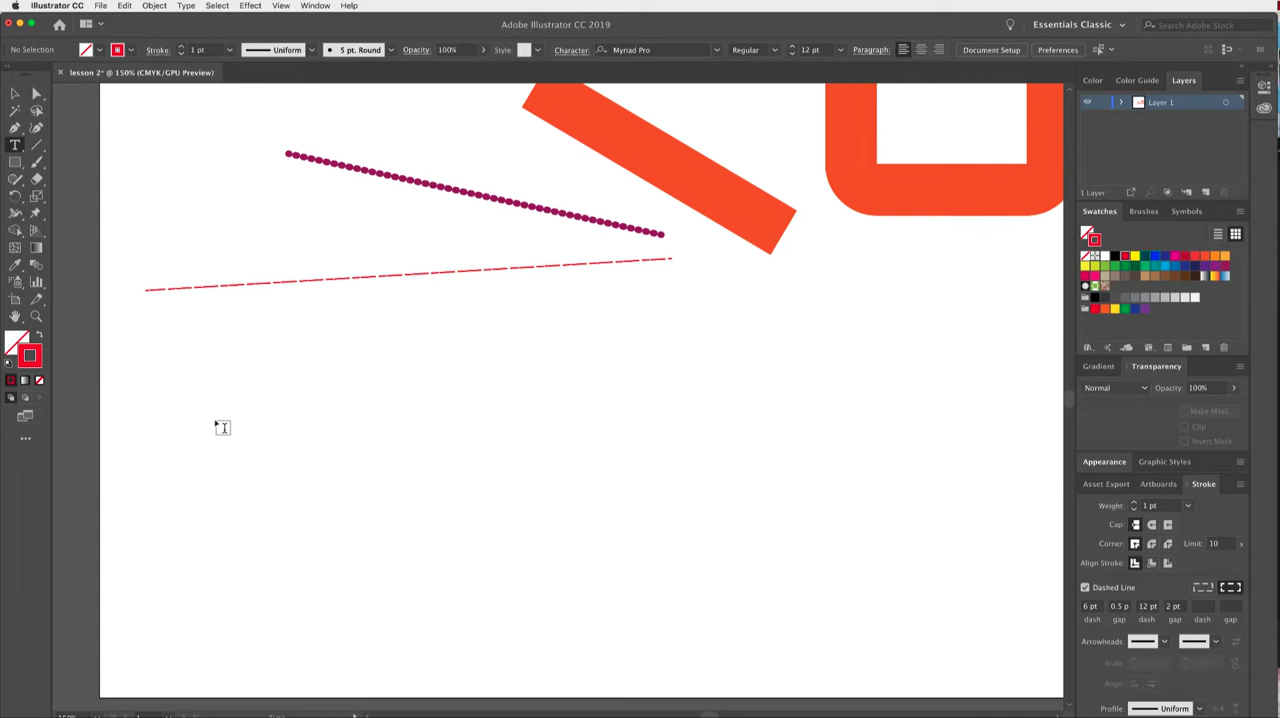 Illustrator CC File Edit Object Type Select Effect View Window Help
Adobe Illustrator CC 2019
Essentials Classic
Search Adobe Stock
No Selection Stroke: 1 pt Uniform 5 pt. Round Opacity: 100% Style: Character: Myriad Pro Regular 12 pt Paragraph: Document Setup Preferences
lesson 2* @ 150% (CMYK/GPU Preview)
Color Color Guide Layers
Layer 1
1 Layer
Swatches Brushes Symbols
Gradient Transparency
Normal Opacity: 100%
Make Mask
Clip
Invert Mask
Appearance Graphic Styles
Asset Export Artboards Stroke
Weight: 1 pt
Cap:
Corner: Limit: 10 x
Align Stroke:
Dashed Line
6 pt 0.5 p 12 pt 2 pt
dash gap dash gap dash gap
Arrowheads:
Scale:
Align:
Profile: Uniform